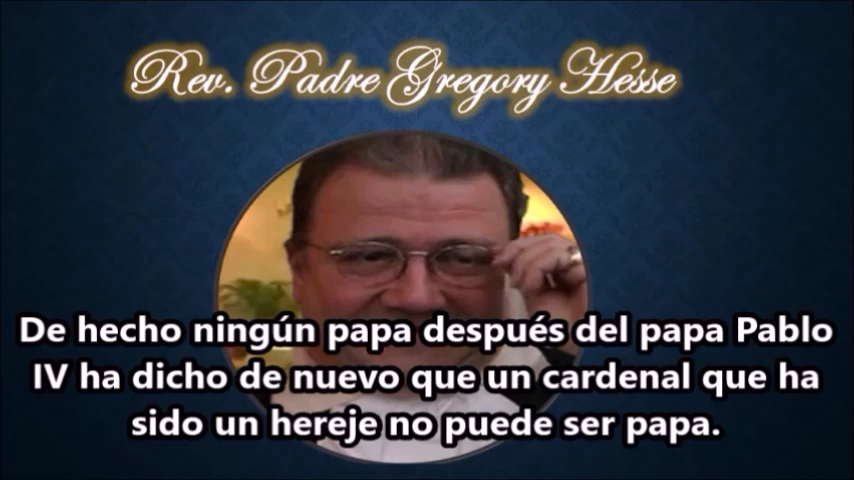 Rev. Padre Gregory Hesse
De hecho ningún papa después del papa Pablo
IV ha dicho de nuevo que un cardenal que ha
sido un hereje no puede ser papa.